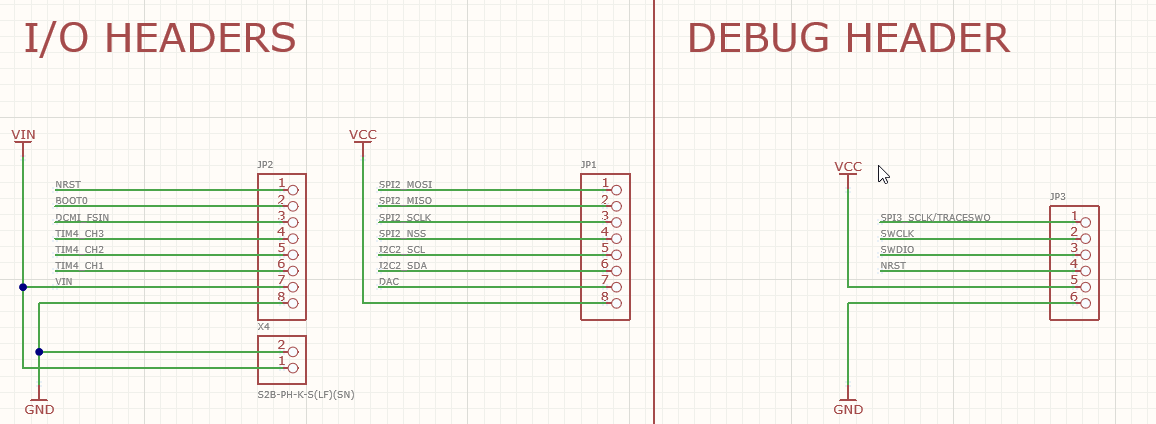 I/O HEADERS
DEBUG HEADER
VIN
VCC
VCC
JP2
NRST 1
BOOT0 2
DCMI_FSIN 3
TIM4_CH3 4
TIM4_CH2 5
TIM4_CH1 6
VIN 7
8
X4
2
1
S2B-PH-K-S(LF)(SN)
GND
JP1
SPI2_MOSI 1
SPI2_MISO 2
SPI2_SCLK 3
SPI2_NSS 4
I2C2_SCL 5
I2C2_SDA 6
DAC 7
8
JP3
SPI3_SCLK/TRACESWO 1
SWCLK 2
SWDIO 3
NRST 4
5
6
GND